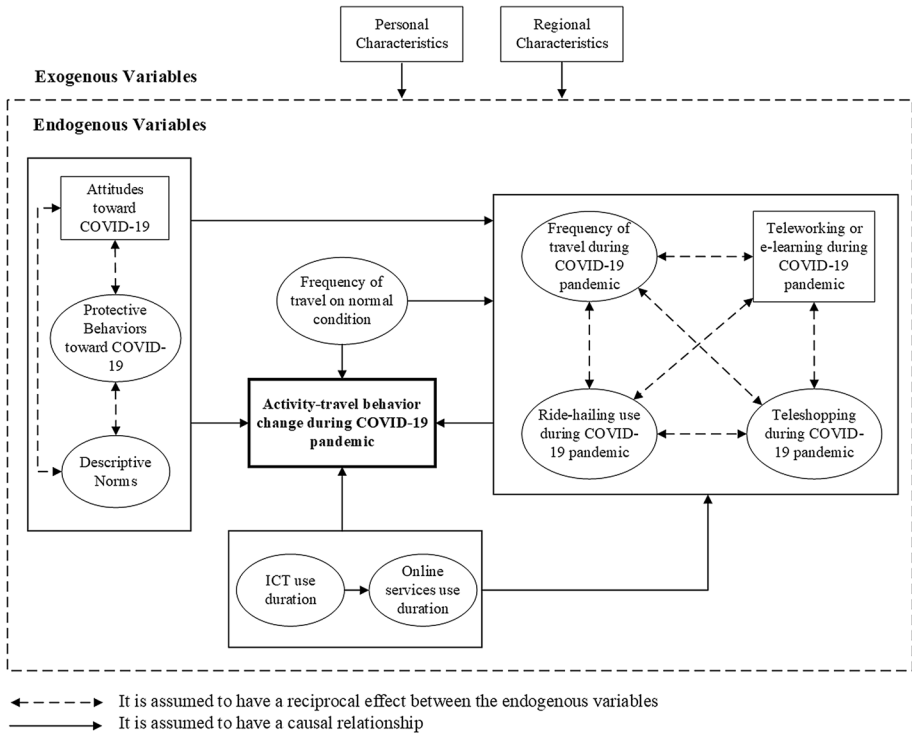 Personal
Characteristics
Regional
Characteristics
Exogenous Variables
Endogenous Variables
Attitudes
toward
COVID-19
Protective
Behaviors
toward COVID-
19
Descriptive
Norms
Frequency of
travel on normal
condition
Activity-travel behavior
change during COVID-19
pandemic
ICT use
duration
Online
services use
duration
Frequency of
travel during
COVID-19
pandemic
Teleworking or
e-learning during
COVID-19
pandemic
Ride-hailing use
during COVID-
19 pandemic
Teleshopping
during COVID-
19 pandemic
It is assumed to have a reciprocal effect between the endogenous variables
It is assumed to have a causal relationship